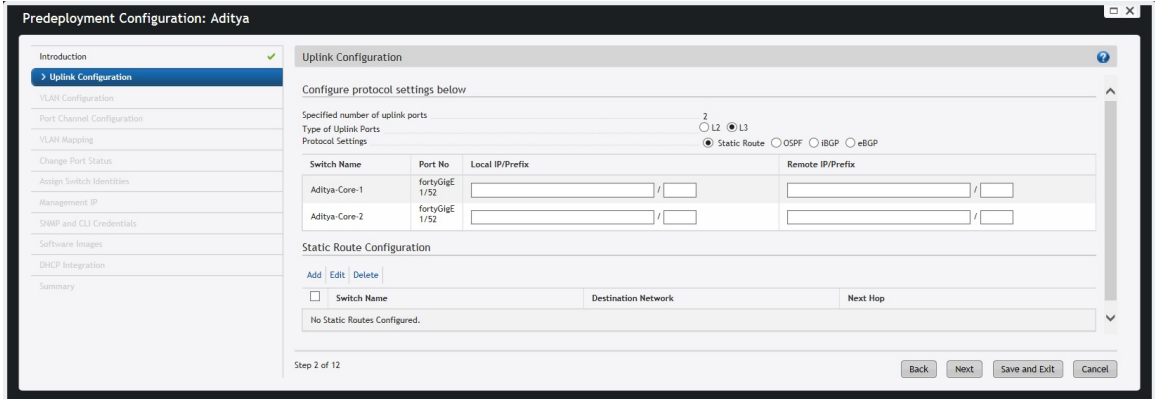 Predeployment Configuration: Aditya
Introduction
> Uplink Configuration
VLAN Configuration
Port Channel Configuration
VLAN Mapping
Change Port Status
Assign Switch Identities
Management IP
SNMP and CLI Credentials
Software Images
DHCP Integration
Summary
Uplink Configuration
?
Configure protocol settings below
Specified number of uplink ports 2
Type of Uplink Ports L2 L3
Protocol Settings Static Route OSPF iBGP eBGP
Switch Name Port No Local IP/Prefix Remote IP/Prefix
Aditya-Core-1 fortyGigE 1/52 / /
Aditya-Core-2 fortyGigE 1/52 / /
Static Route Configuration
Add Edit Delete
Switch Name Destination Network Next Hop
No Static Routes Configured.
Step 2 of 12
Back Next Save and Exit Cancel